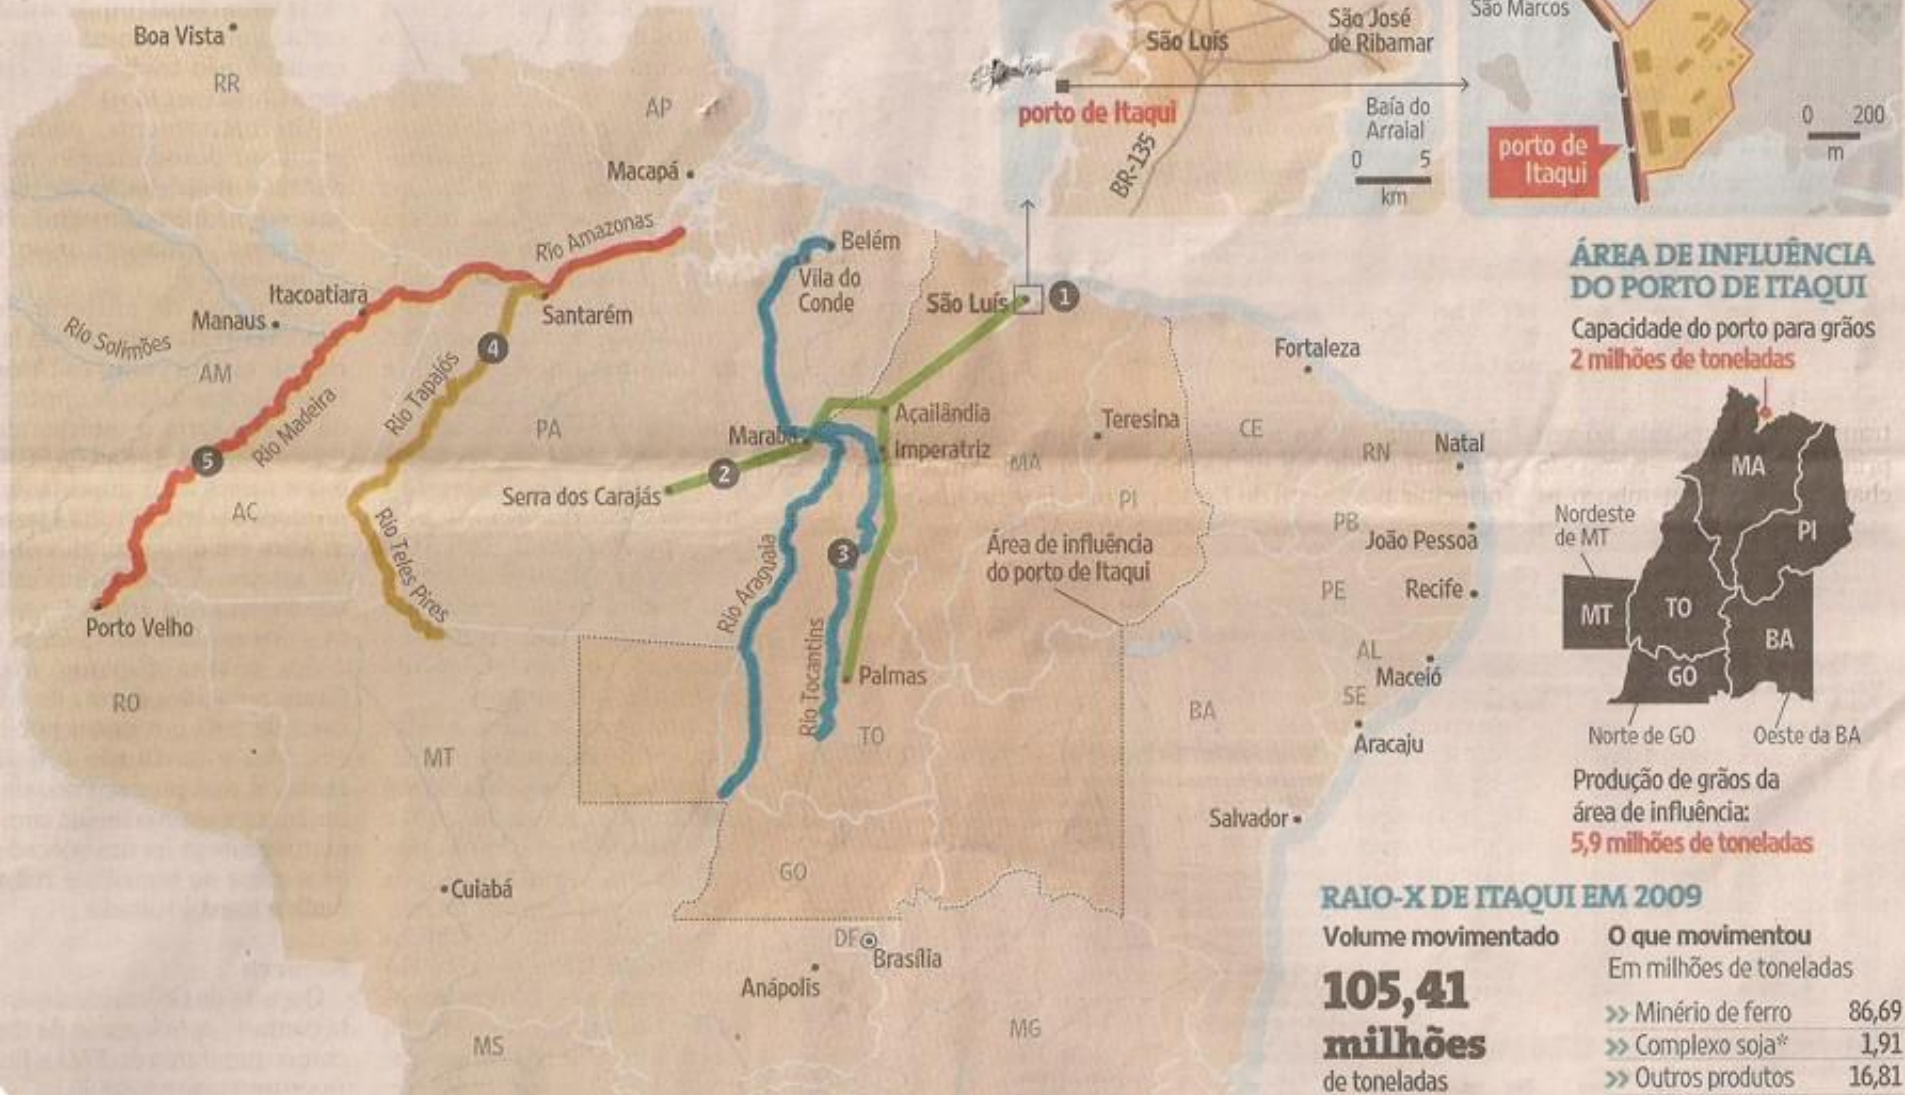 Boa Vista
RR
AP
Macapá
Rio Amazonas
Belém
Vila do
Conde
Itacoatiara
Manaus
Santarém
Rio Solimões
AM
4
Rio Tapajós
Rio Madeira
5
AC
PA
Marabá
2
Serra dos Carajás
Rio Teles Pires
Porto Velho
RO
MT
Cuiabá
MS
São Luís
1
Açailândia
Imperatriz
Teresina
MA
PI
Fortaleza
CE
RN
Natal
PB
João Pessoa
PE
Recife
AL
Maceió
SE
Aracaju
BA
Salvador
Área de influência
do porto de Itaqui
3
Rio Araguaia
Rio Tocantins
Palmas
TO
GO
DF
Brasília
Anápolis
MG
São Luís
São José
de Ribamar
porto de Itaqui
BR-135
Baía do
Arraial
0 5
km
São Marcos
porto de
Itaqui
0 200
m
ÁREA DE INFLUÊNCIA
DO PORTO DE ITAQUI
Capacidade do porto para grãos
2 milhões de toneladas
MA
PI
Nordeste
de MT
MT
TO
BA
GO
Norte de GO
Oeste da BA
Produção de grãos da
área de influência:
5,9 milhões de toneladas
RAIO-X DE ITAQUI EM 2009
Volume movimentado
105,41
milhões
de toneladas
O que movimentou
Em milhões de toneladas
>> Minério de ferro 86,69
>> Complexo soja* 1,91
>> Outros produtos 16,81